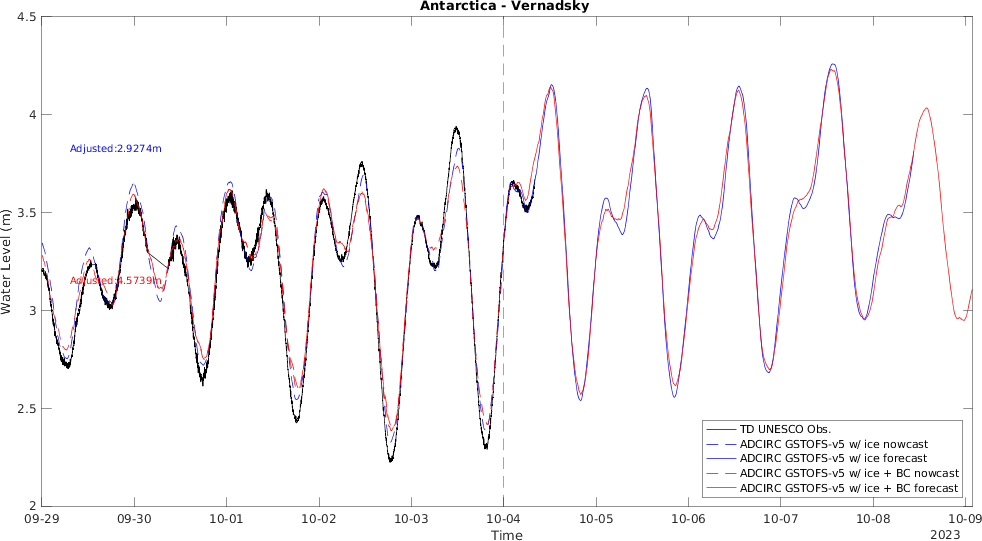 Antarctica - Vernadsky
4.5
4
3.5
3
2.5
2
Water Level (m)
Adjusted:2.9274m
Adjusted:4.5739m
TD UNESCO Obs.
ADCIRC GSTOFS-v5 w/ ice nowcast
ADCIRC GSTOFS-v5 w/ ice forecast
ADCIRC GSTOFS-v5 w/ ice + BC nowcast
ADCIRC GSTOFS-v5 w/ ice + BC forecast
09-29 09-30 10-01 10-02 10-03 10-04 10-05 10-06 10-07 10-08 10-09
Time
2023